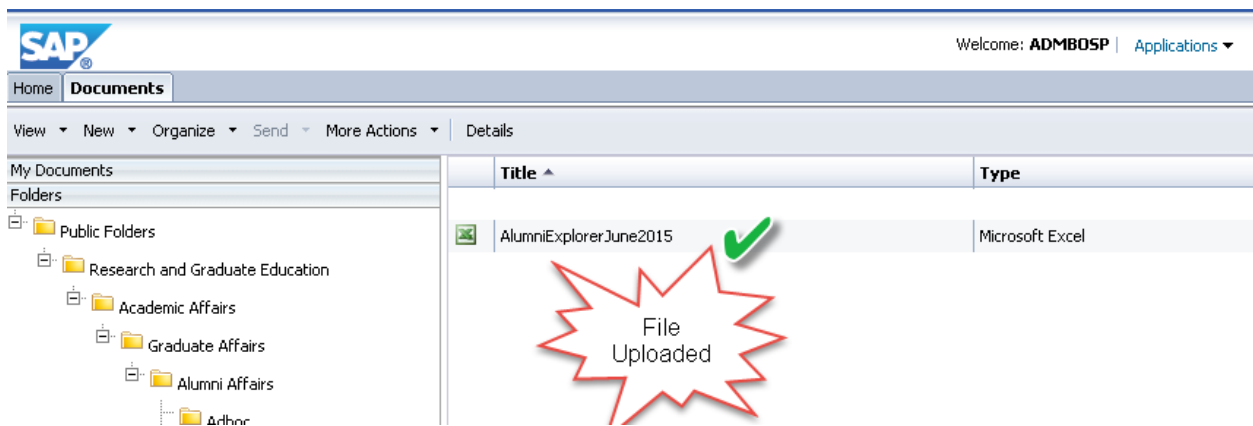 SAP ®
Welcome: ADMBOSP | Applications
Home Documents
View New Organize Send More Actions Details
My Documents
Folders
Title Type
Public Folders
AlumniExplorerJune2015 Microsoft Excel
Research and Graduate Education
Academic Affairs
Graduate Affairs
Alumni Affairs
Adhoc
File
Uploaded